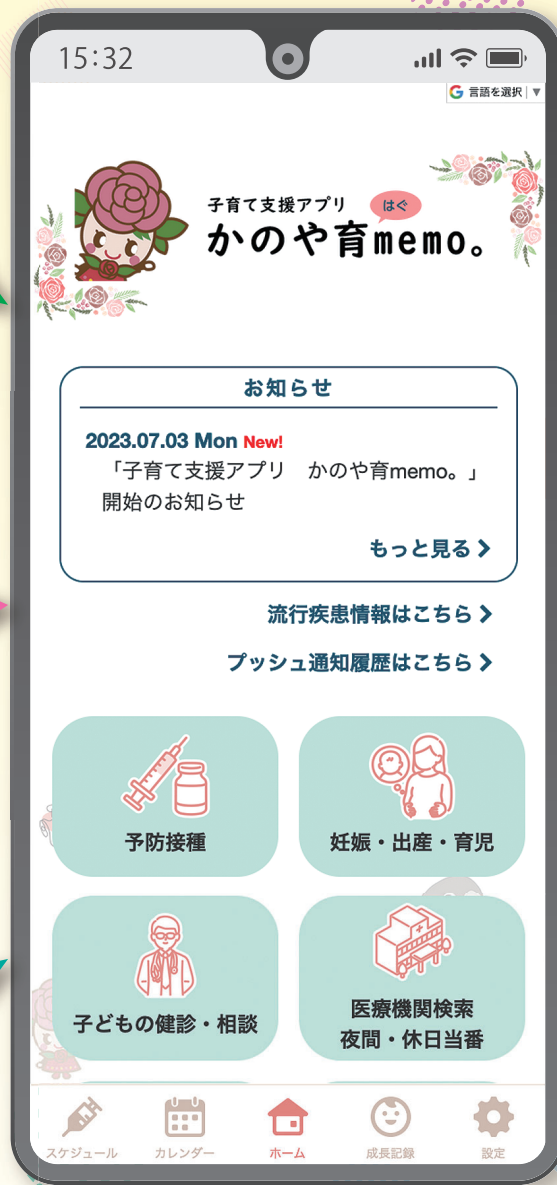 15:32
G 言語を選択 | ▼
子育て支援アプリ はぐ
かのや育memo。
お知らせ
2023.07.03 Mon New!
「子育て支援アプリ　かのや育memo。」
開始のお知らせ
もっと見る >
流行疾患情報はこちら >
プッシュ通知履歴はこちら >
予防接種
妊娠・出産・育児
子どもの健診・相談
医療機関検索
夜間・休日当番
スケジュール
カレンダー
ホーム
成長記録
設定